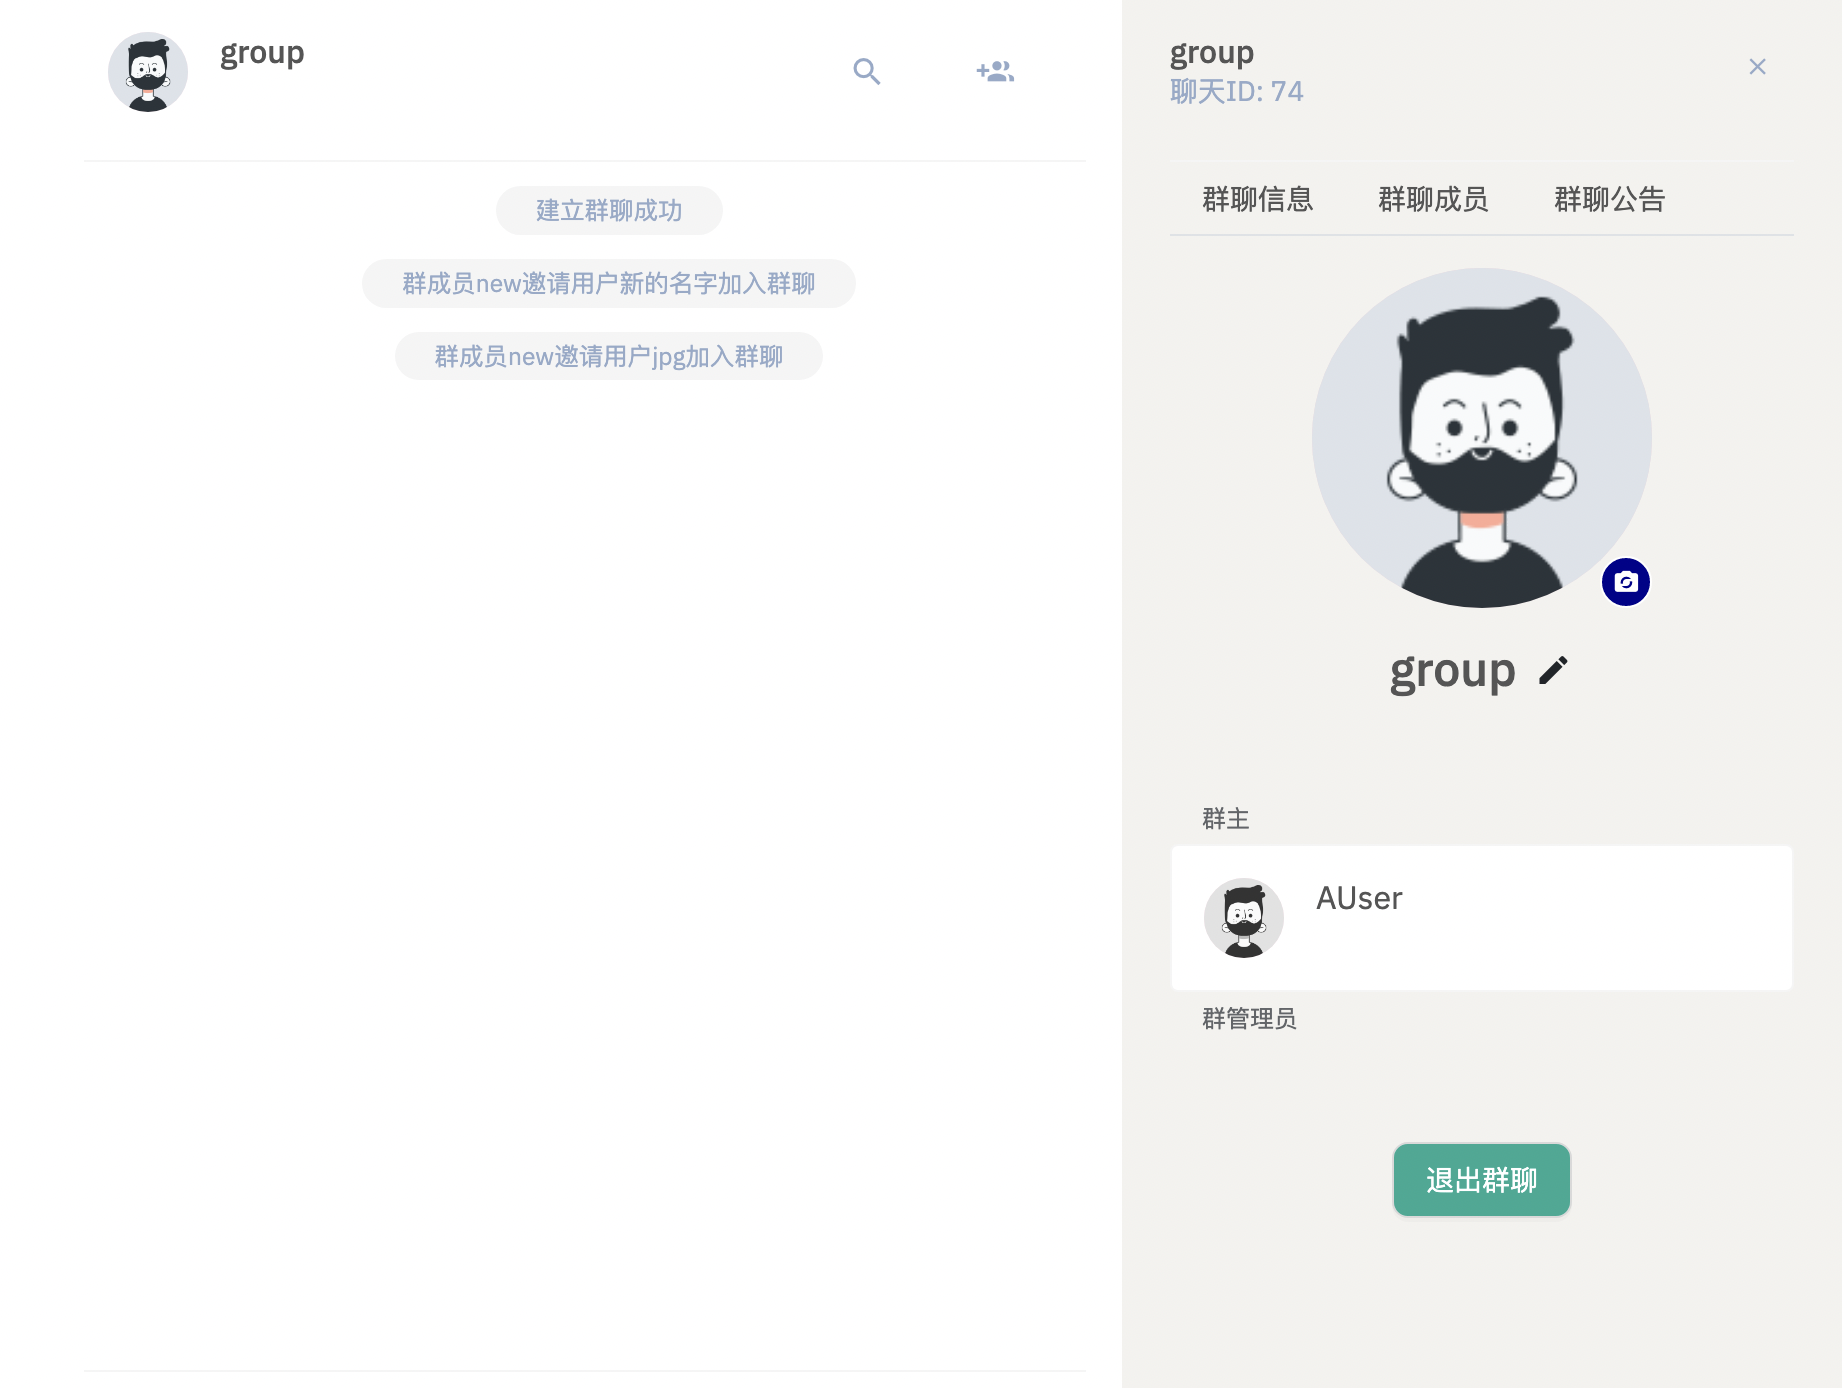 group
建立群聊成功
群成员new邀请用户新的名字加入群聊
群成员new邀请用户jpg加入群聊
group
聊天ID: 74
群聊信息 群聊成员 群聊公告
group
群主
AUser
群管理员
退出群聊